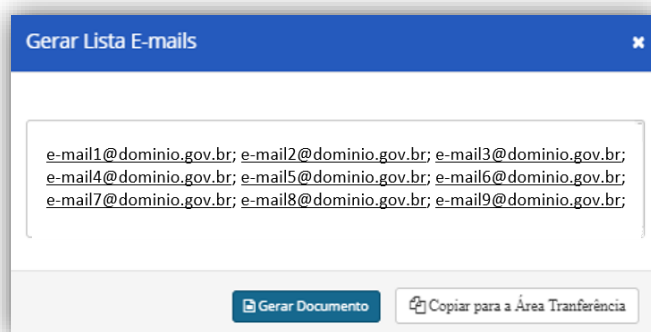 Gerar Lista E-mails
e-mail1@dominio.gov.br; e-mail2@dominio.gov.br; e-mail3@dominio.gov.br;
e-mail4@dominio.gov.br; e-mail5@dominio.gov.br; e-mail6@dominio.gov.br;
e-mail7@dominio.gov.br; e-mail8@dominio.gov.br; e-mail9@dominio.gov.br;
Gerar Documento Copiar para a Área Tranferência